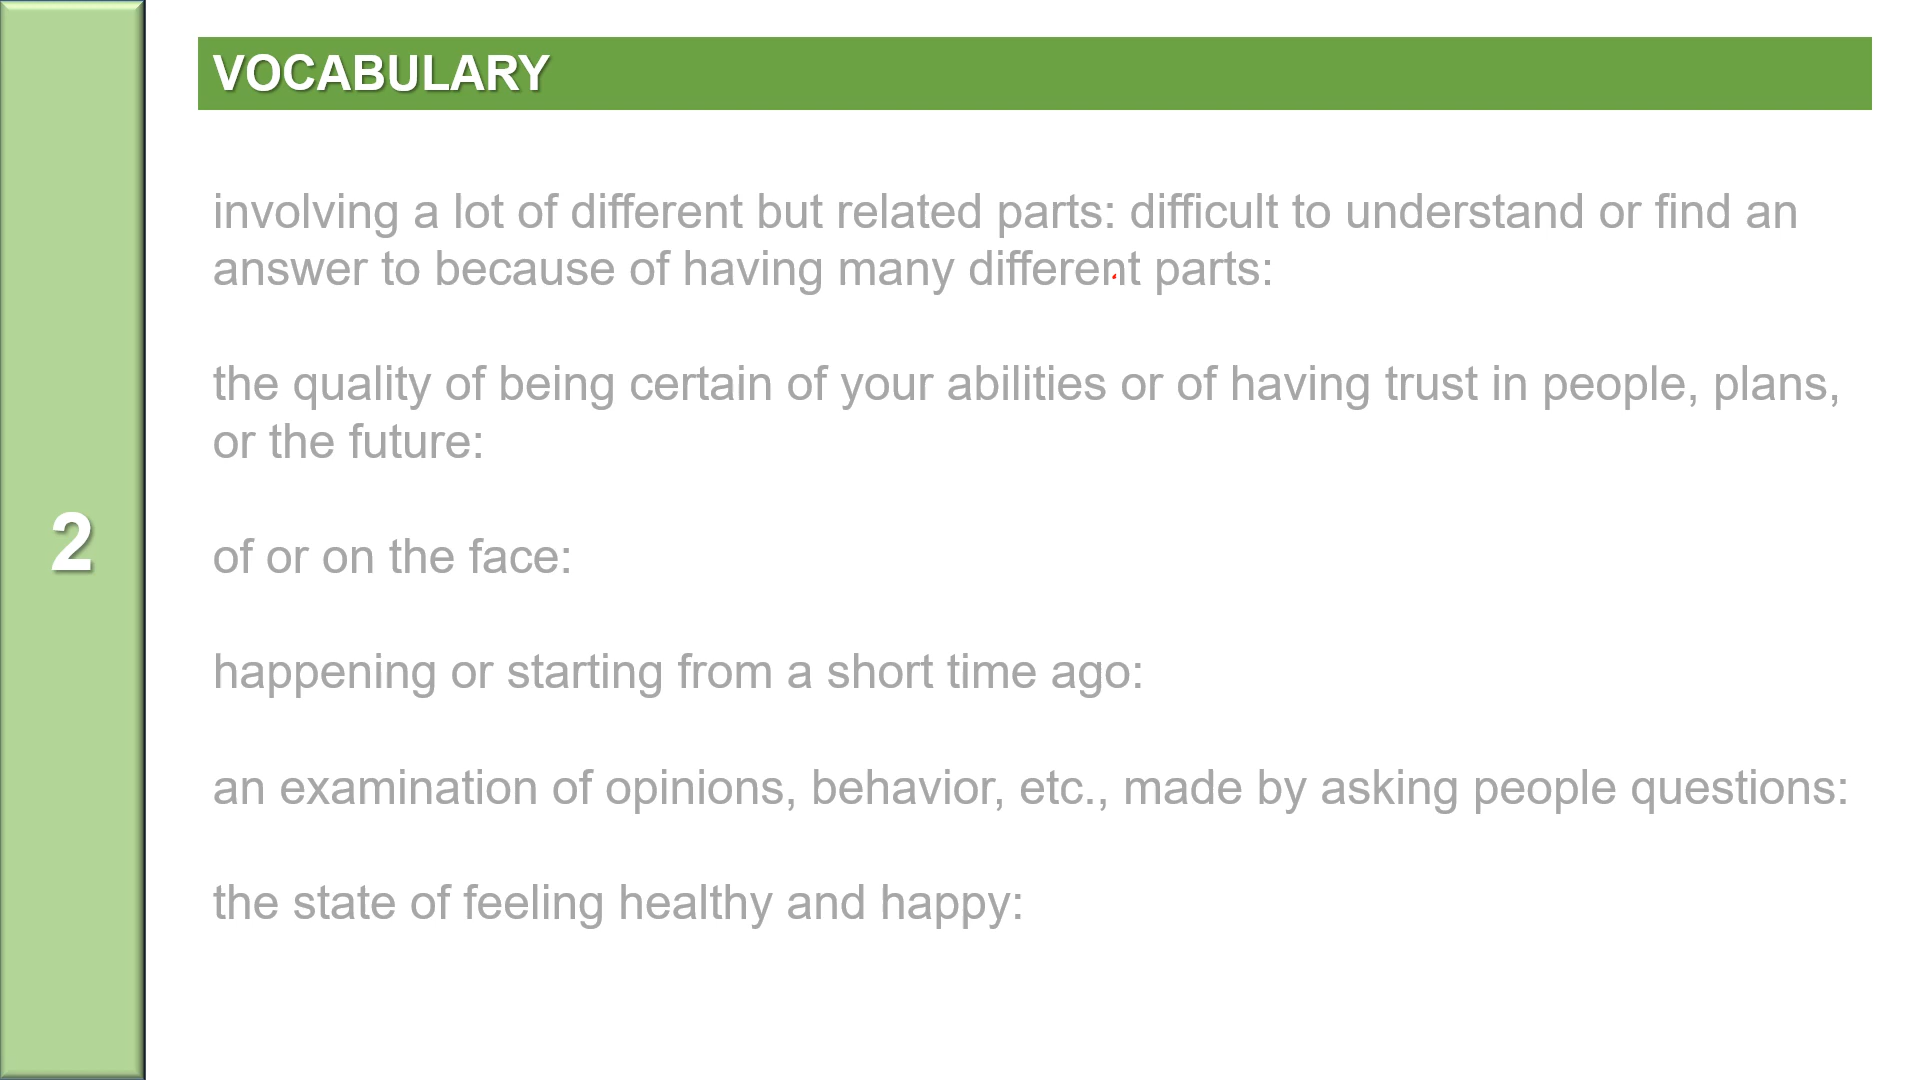 VOCABULARY
involving a lot of different but related parts: difficult to understand or find an
answer to because of having many different parts:
the quality of being certain of your abilities or of having trust in people, plans,
or the future:
2
of or on the face:
happening or starting from a short time ago:
an examination of opinions, behavior, etc., made by asking people questions:
the state of feeling healthy and happy: